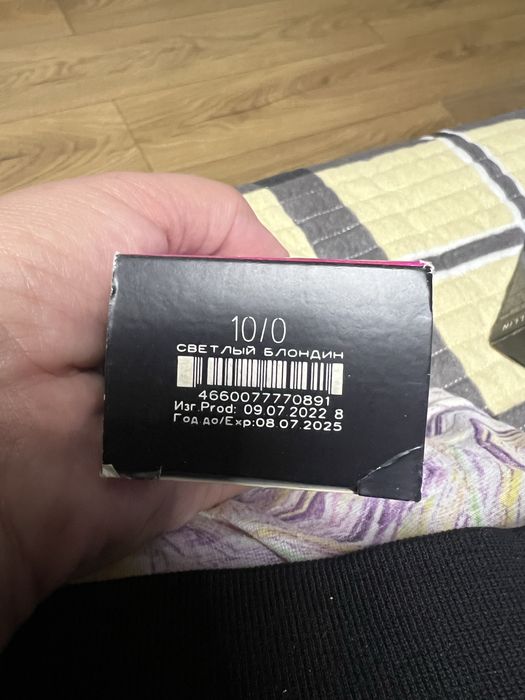 10/0
СВЕТЛЫЙ БЛОНДИН
4660077770891
Изг.Prod: 09.07.2022 8
Год до/Exp:08.07.2025